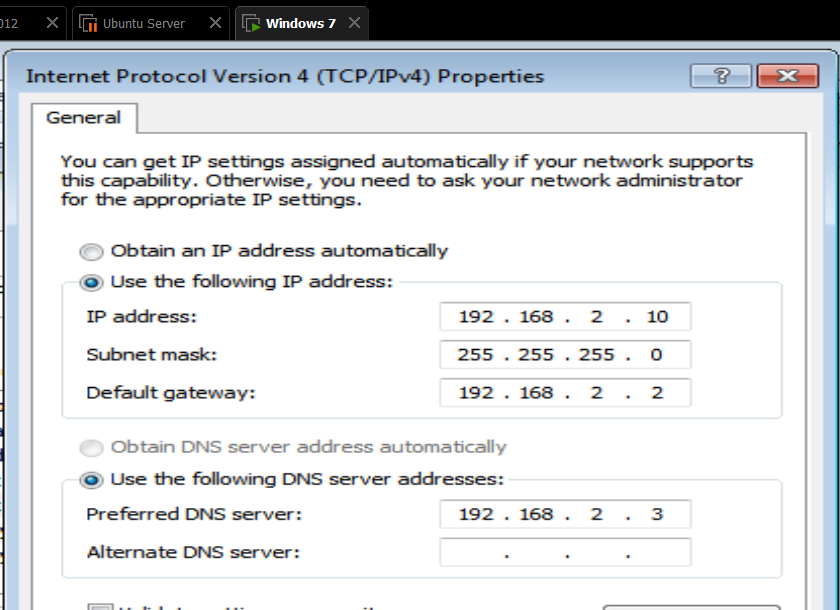 012 Ubuntu Server Windows 7
Internet Protocol Version 4 (TCP/IPv4) Properties
General
You can get IP settings assigned automatically if your network supports
this capability. Otherwise, you need to ask your network administrator
for the appropriate IP settings.
Obtain an IP address automatically
Use the following IP address:
IP address: 192 . 168 . 2 . 10
Subnet mask: 255 . 255 . 255 . 0
Default gateway: 192 . 168 . 2 . 2
Obtain DNS server address automatically
Use the following DNS server addresses:
Preferred DNS server: 192 . 168 . 2 . 3
Alternate DNS server: . . .